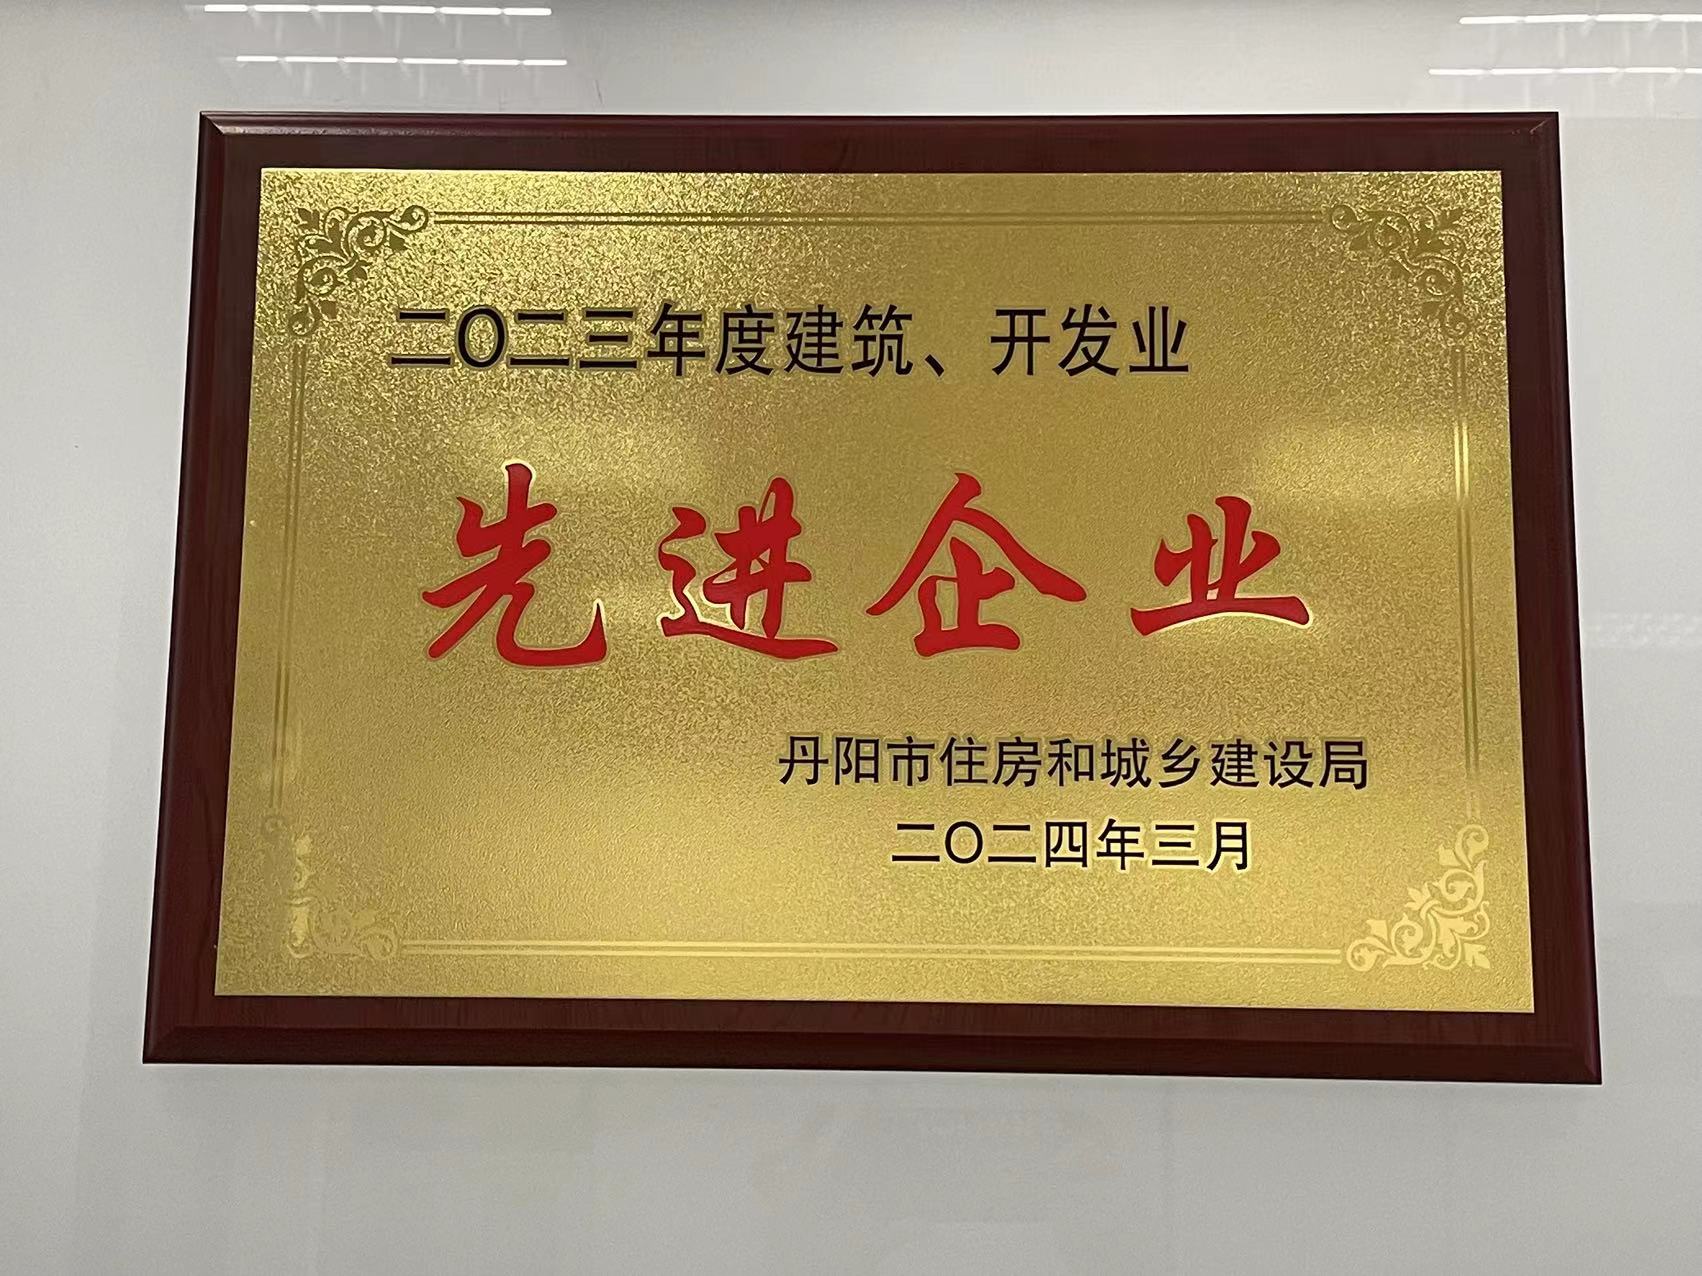 二〇二三年度建筑、开发业
先进企业
丹阳市住房和城乡建设局
二〇二四年三月